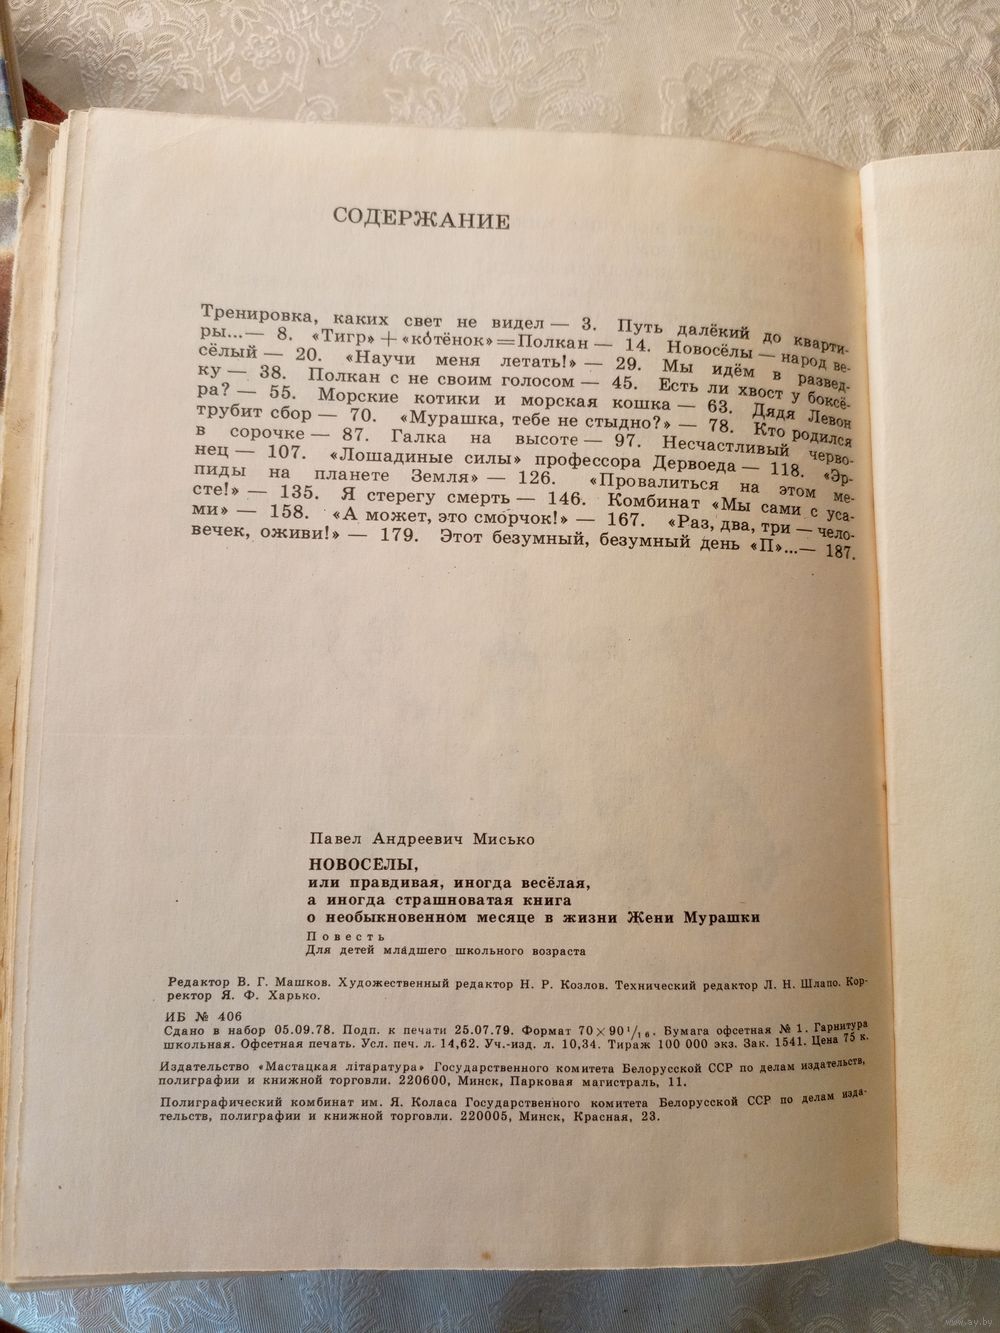 СОДЕРЖАНИЕ
Тренировка, каких свет не видел — 3. Путь далёкий до кварти-
ры...— 8. «Тигр» + «ко́тёнок» = Полкан — 14. Новосёлы — народ ве-
сёлый — 20. «Научи меня летать!» — 29. Мы идём в развед-
ку — 38. Полкан с не своим голосом — 45. Есть ли хвост у боксё-
ра? — 55. Морские котики и морская кошка — 63. Дядя Левон
трубит сбор — 70. «Мурашка, тебе не стыдно?» — 78. Кто родился
в сорочке — 87. Галка на высоте — 97. Несчастливый черво-
нец — 107. «Лошадиные силы» профессора Дервоеда — 118. «Эр-
пиды на планете Земля» — 126. «Провалиться на этом ме-
сте!» — 135. Я стерегу смерть — 146. Комбинат «Мы сами с уса-
ми» — 158. «А может, это сморчок!» — 167. «Раз, два, три — чело-
вечек, оживи!» — 179. Этот безумный, безумный день «П»...— 187.
Павел Андреевич Мисько
НОВОСЕЛЫ,
или правдивая, иногда весёлая,
а иногда страшноватая книга
о необыкновенном месяце в жизни Жени Мурашки
Повесть
Для детей младшего школьного возраста
Редактор В. Г. Машков. Художественный редактор Н. Р. Козлов. Технический редактор Л. Н. Шлапо. Кор-
ректор Я. Ф. Харько.
ИБ № 406
Сдано в набор 05.09.78. Подп. к печати 25.07.79. Формат 70×90¹/₁₆. Бумага офсетная № 1. Гарнитура
школьная. Офсетная печать. Усл. печ. л. 14,62. Уч.-изд. л. 10,34. Тираж 100 000 экз. Зак. 1541. Цена 75 к.
Издательство «Мастацкая літаратура» Государственного комитета Белорусской ССР по делам издательств,
полиграфии и книжной торговли. 220600, Минск, Парковая магистраль, 11.
Полиграфический комбинат им. Я. Коласа Государственного комитета Белорусской ССР по делам изда-
тельств, полиграфии и книжной торговли. 220005, Минск, Красная, 23.
www.ay.by